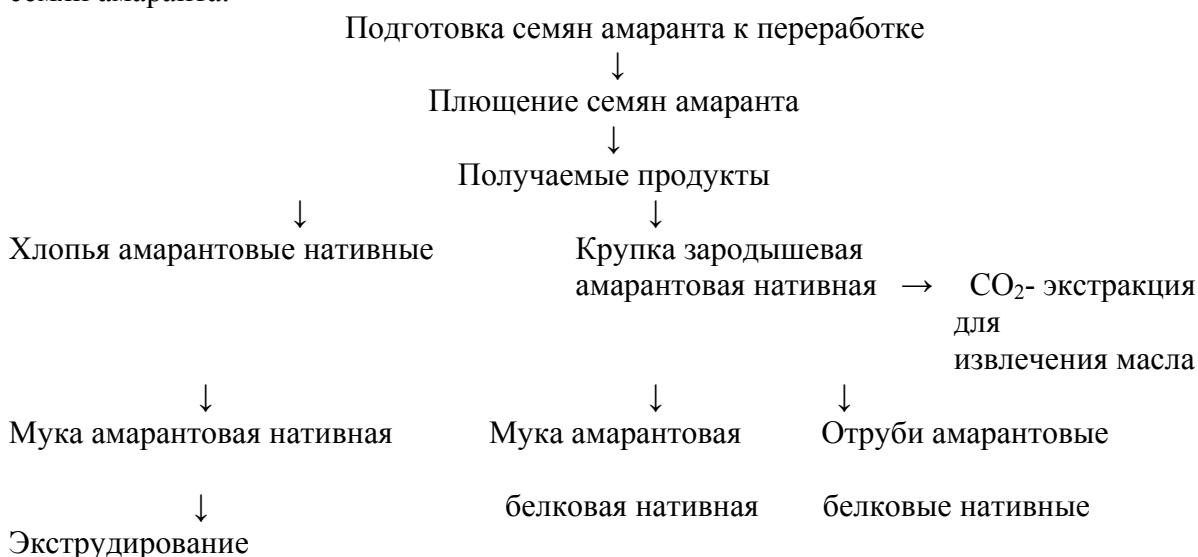 семян амаранта.
Подготовка семян амаранта к переработке
↓
Плющение семян амаранта
↓
Получаемые продукты
↓ ↓
Хлопья амарантовые нативные Крупка зародышевая
амарантовая нативная → CO₂- экстракция
для
извлечения масла
↓ ↓ ↓
Мука амарантовая нативная Мука амарантовая Отруби амарантовые
↓ белковая нативная белковые нативные
Экструдирование